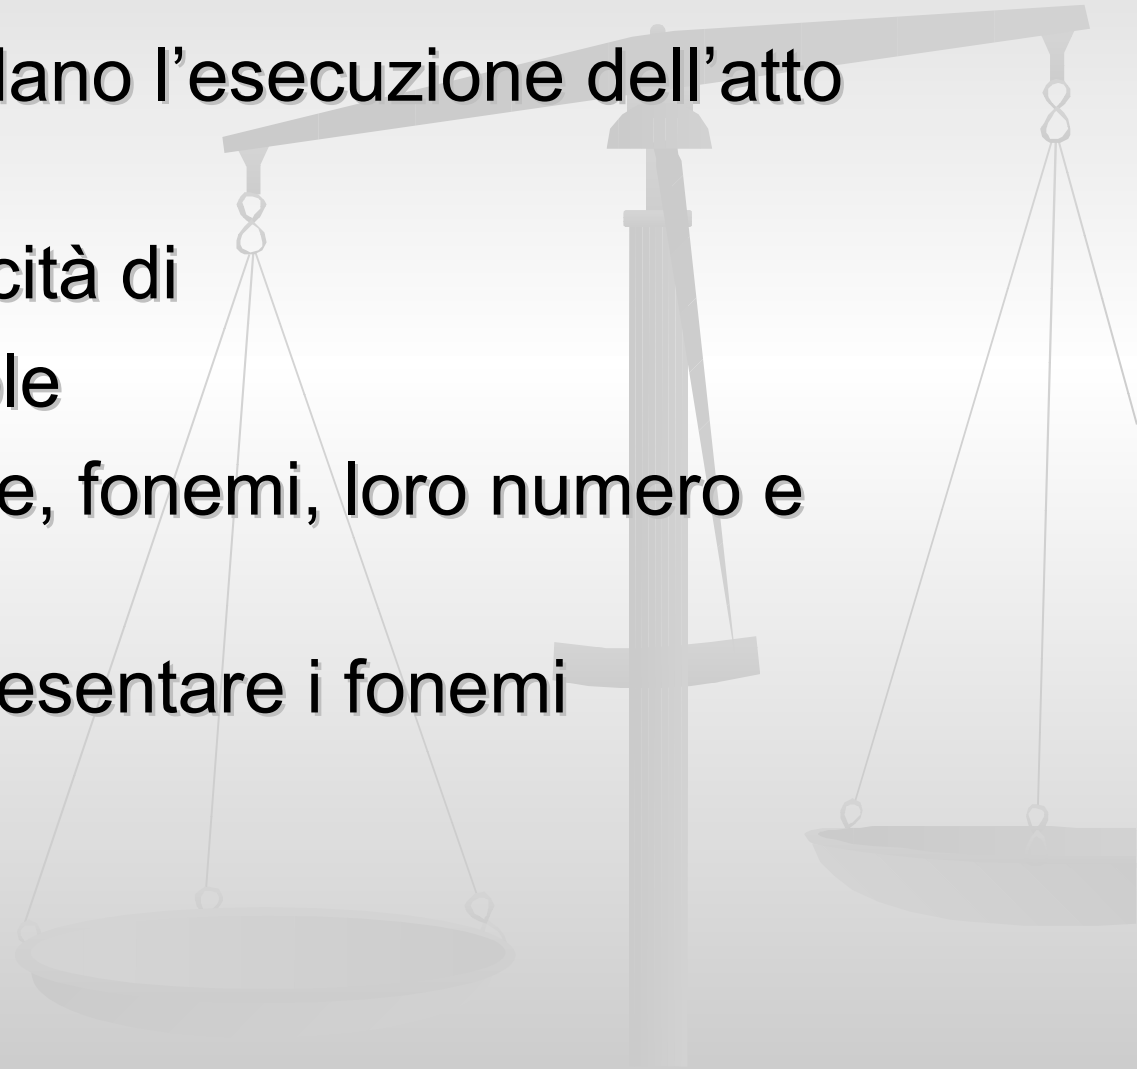 lano l’esecuzione dell’atto
cità di
le
e, fonemi, loro numero e
esentare i fonemi